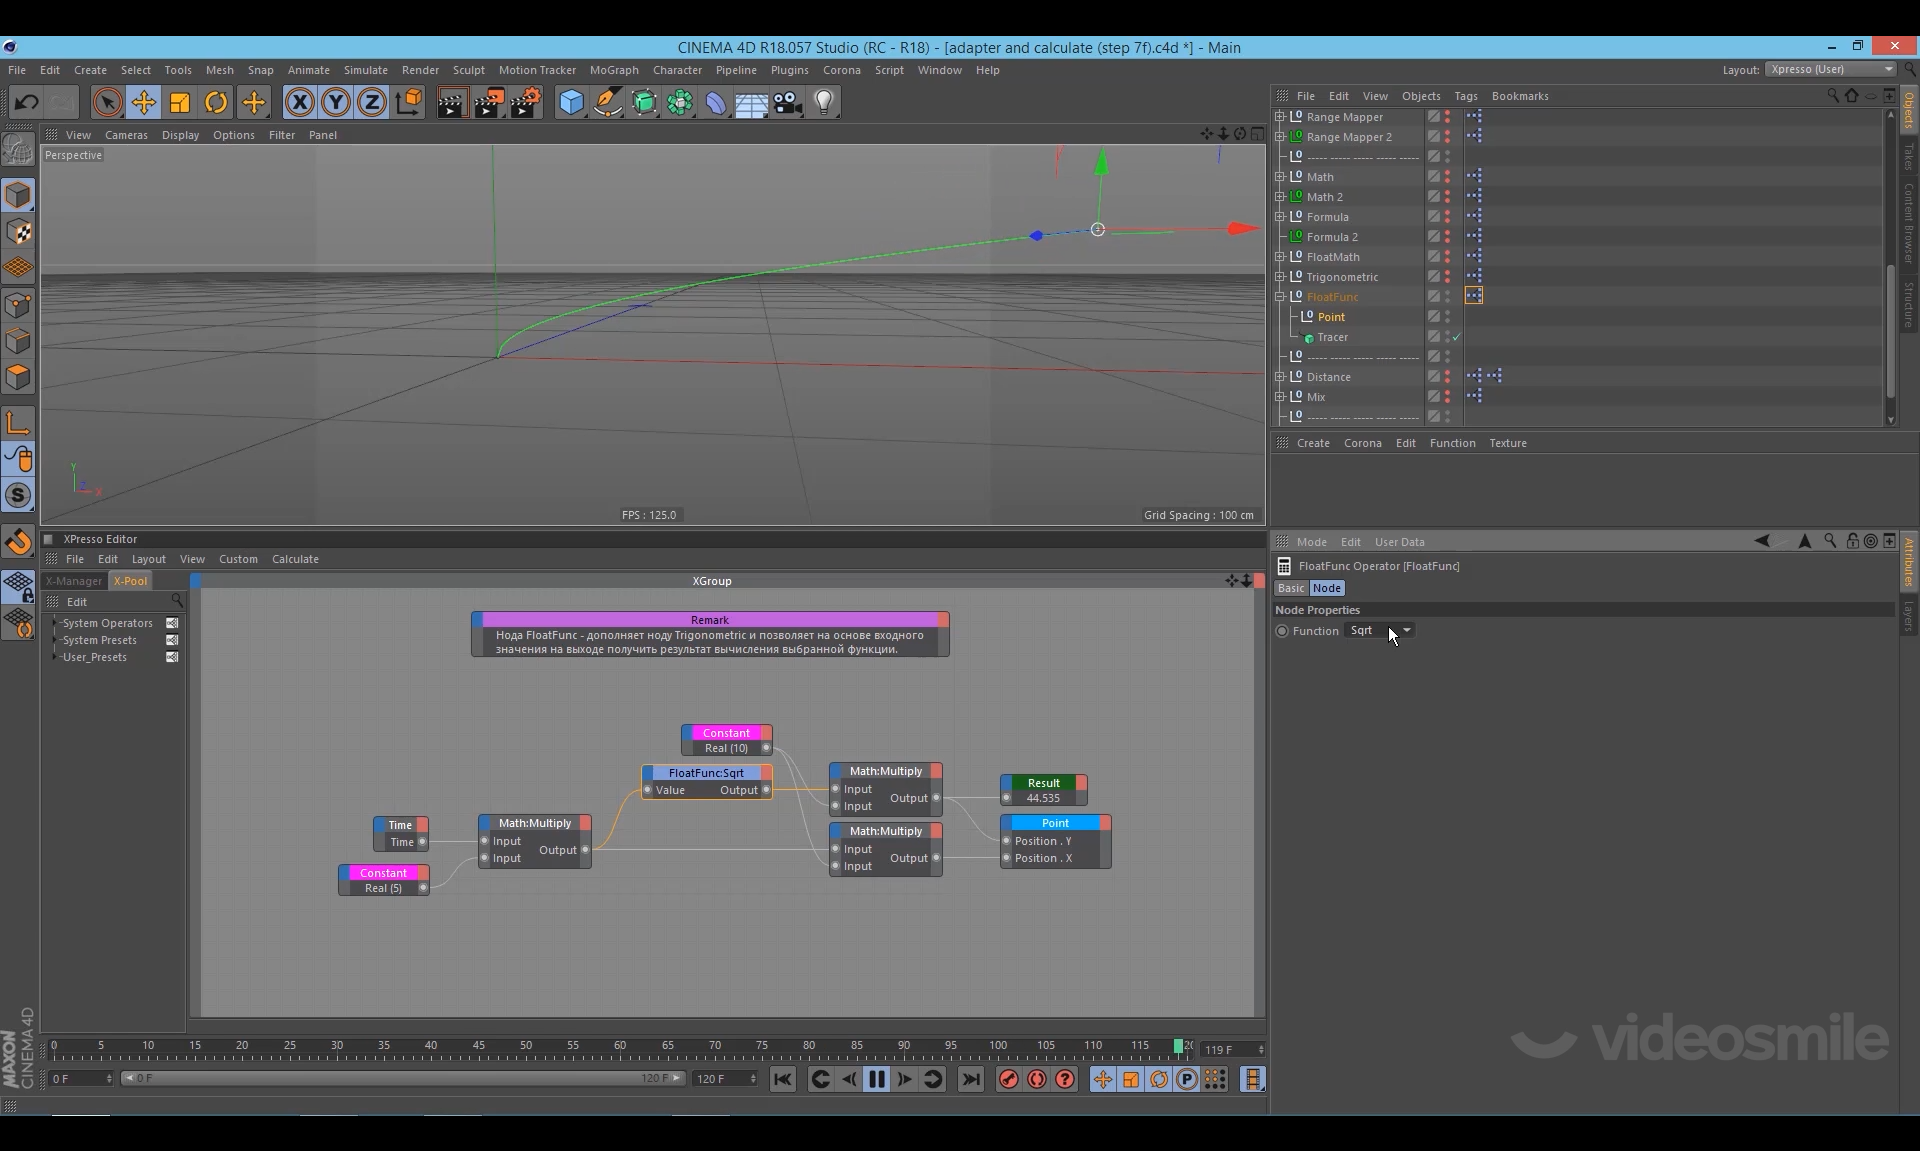 CINEMA 4D R18.057 Studio (RC - R18) - [adapter and calculate (step 7f).c4d *] - Main
File Edit Create Select Tools Mesh Snap Animate Simulate Render Sculpt Motion Tracker MoGraph Character Pipeline Plugins Corona Script Window Help
Layout: Xpresso (User)
X Y Z
View Cameras Display Options Filter Panel
Perspective
Y
Z
X
FPS : 125.0
Grid Spacing : 100 cm
File Edit View Objects Tags Bookmarks
Range Mapper
Range Mapper 2
----- ----- ----- ----- -----
Math
Math 2
Formula
Formula 2
FloatMath
Trigonometric
FloatFunc
Point
Tracer
----- ----- ----- ----- -----
Distance
Mix
----- ----- ----- ----- -----
Objects
Takes
Content Browser
Structure
Create Corona Edit Function Texture
XPresso Editor
File Edit Layout View Custom Calculate
X-Manager X-Pool
Edit
System Operators
System Presets
User_Presets
XGroup
Remark
Нода FloatFunc - дополняет ноду Trigonometric и позволяет на основе входного
значения на выходе получить результат вычисления выбранной функции.
Constant
Real (10)
FloatFunc:Sqrt
Value Output
Time
Time
Constant
Real (5)
Math:Multiply
Input
Output
Input
Math:Multiply
Input
Output
Input
Math:Multiply
Input
Output
Input
Result
44.535
Point
Position . Y
Position . X
Mode Edit User Data
FloatFunc Operator [FloatFunc]
Basic Node
Node Properties
Function Sqrt
Attributes
Layers
videosmile
0 5 10 15 20 25 30 35 40 45 50 55 60 65 70 75 80 85 90 95 100 105 110 115 120
119 F
0 F
0 F
120 F
120 F
P
MAXON
CINEMA 4D